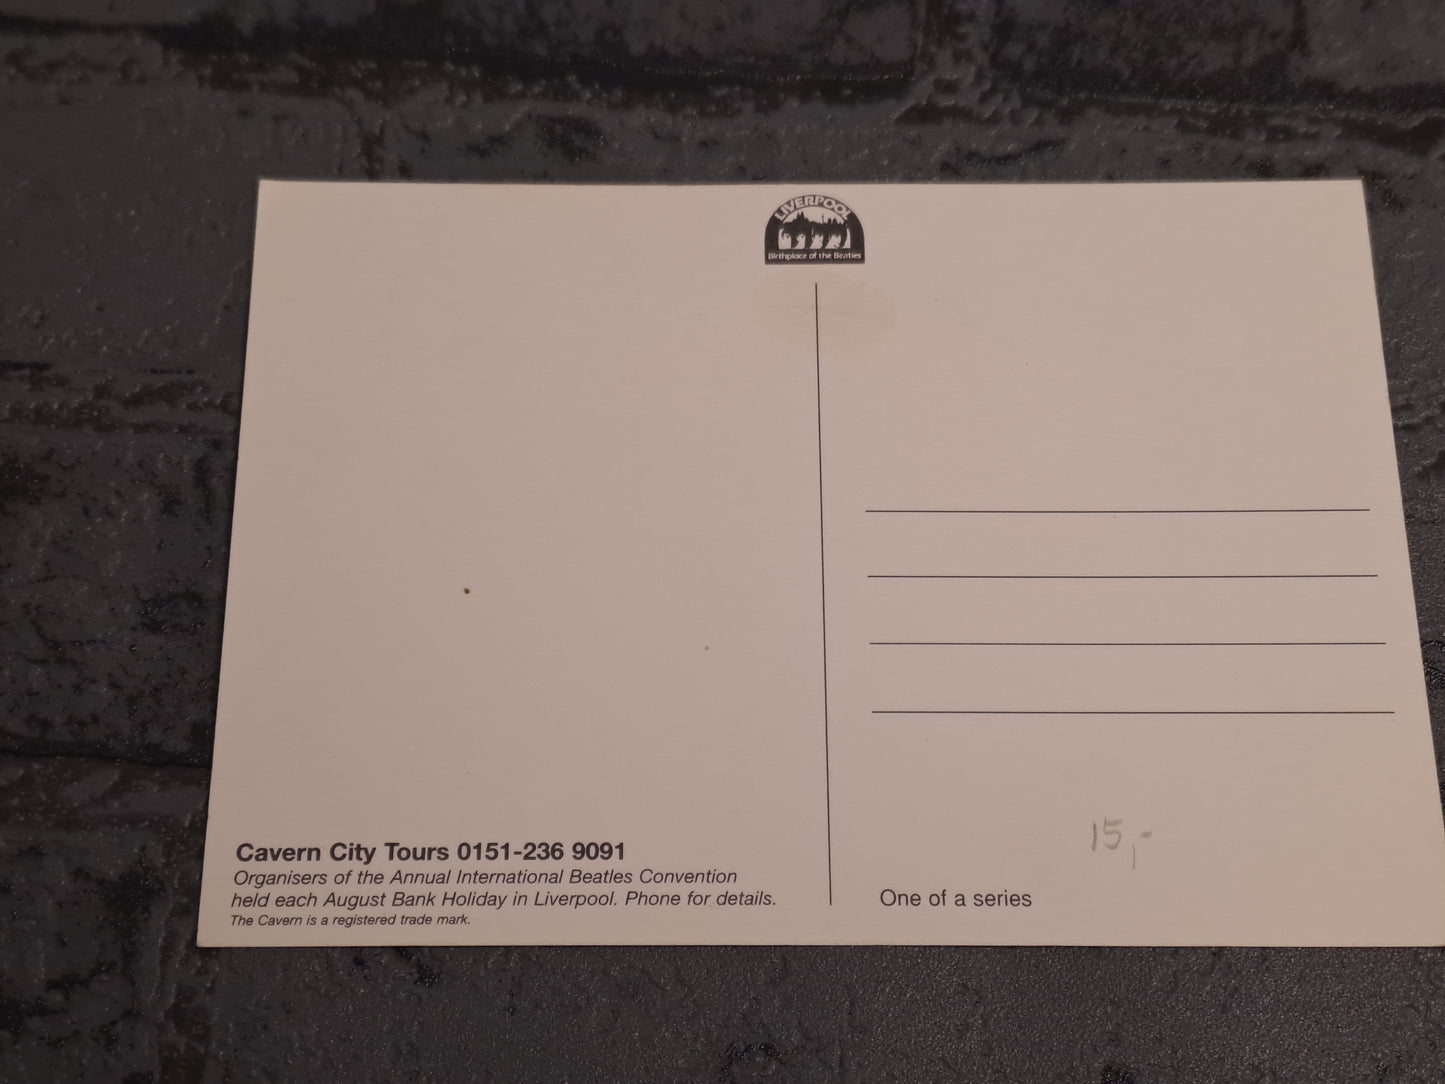 LIVERPOOL
Birthplace of the Beatles
Cavern City Tours 0151-236 9091
Organisers of the Annual International Beatles Convention
held each August Bank Holiday in Liverpool. Phone for details.
The Cavern is a registered trade mark.
15,-
One of a series